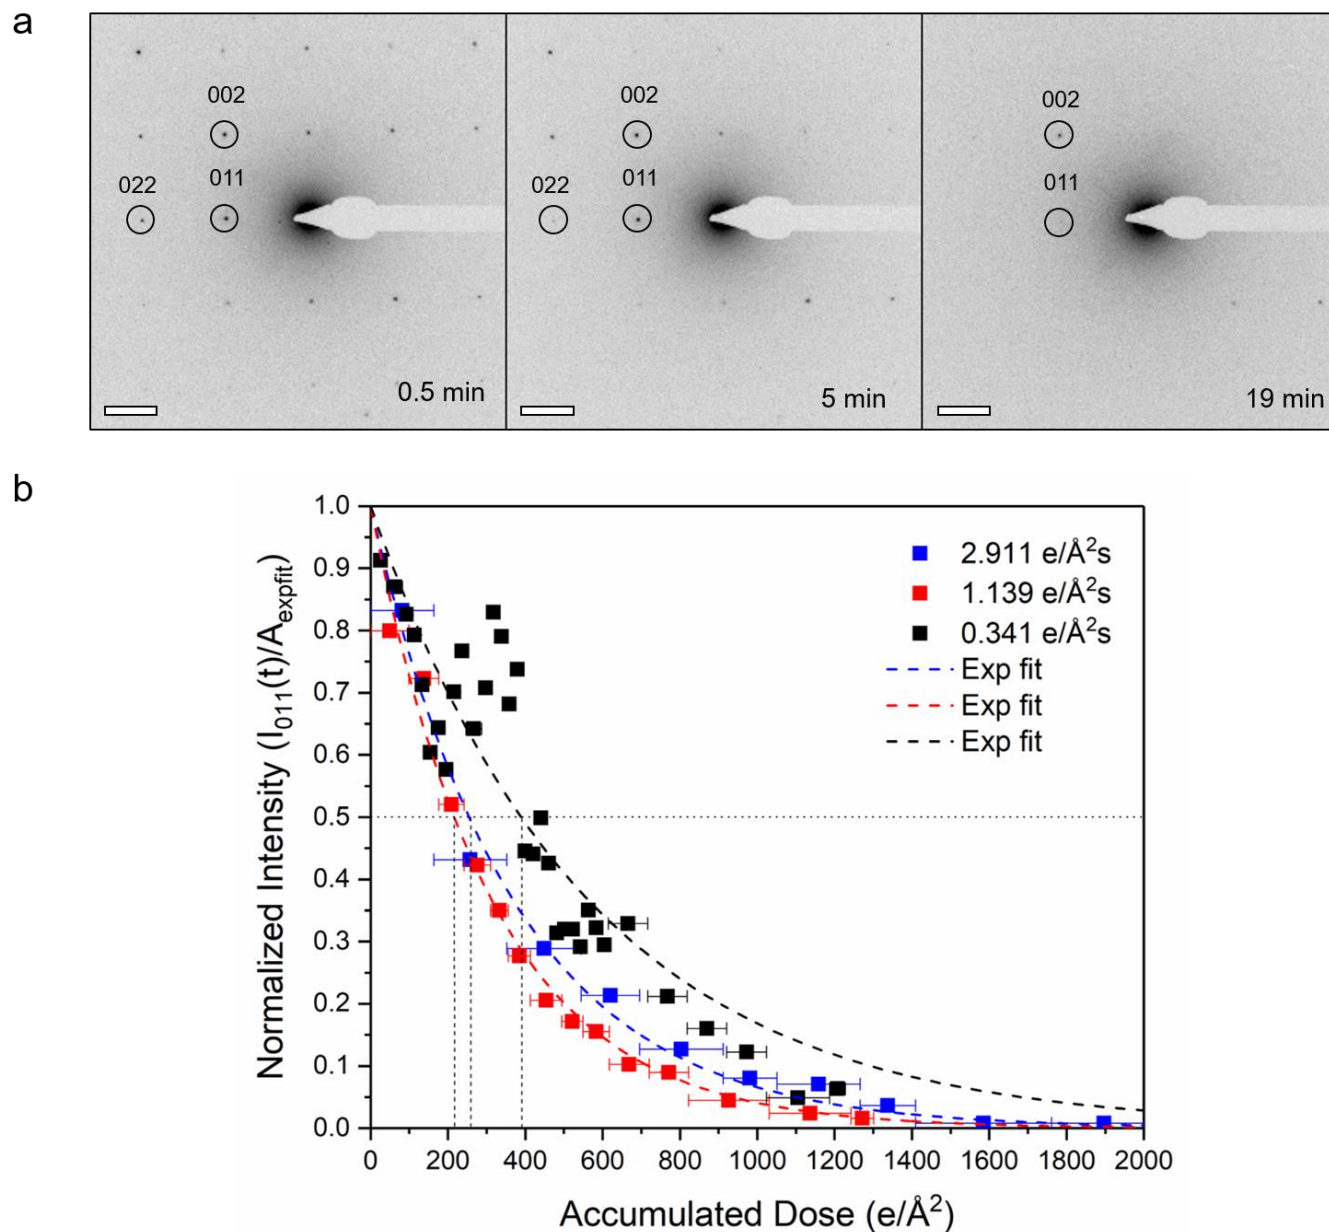 a
002
022
011
0.5 min
002
022
011
5 min
002
011
19 min
b
Normalized Intensity (I₀₁₁(t)/A_expfit)
1.0
0.9
0.8
0.7
0.6
0.5
0.4
0.3
0.2
0.1
0.0
2.911 e/Å²s
1.139 e/Å²s
0.341 e/Å²s
Exp fit
Exp fit
Exp fit
0 200 400 600 800 1000 1200 1400 1600 1800 2000
Accumulated Dose (e/Å²)